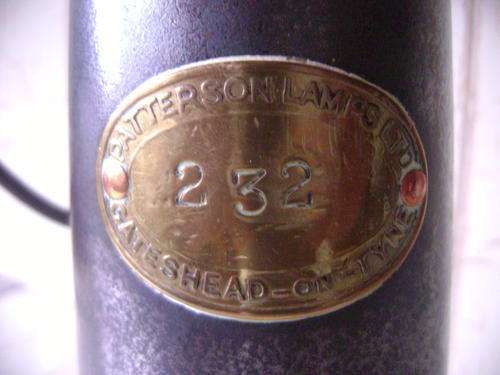 PATTERSON LAMPS LTD
232
GATESHEAD-ON-TYNE